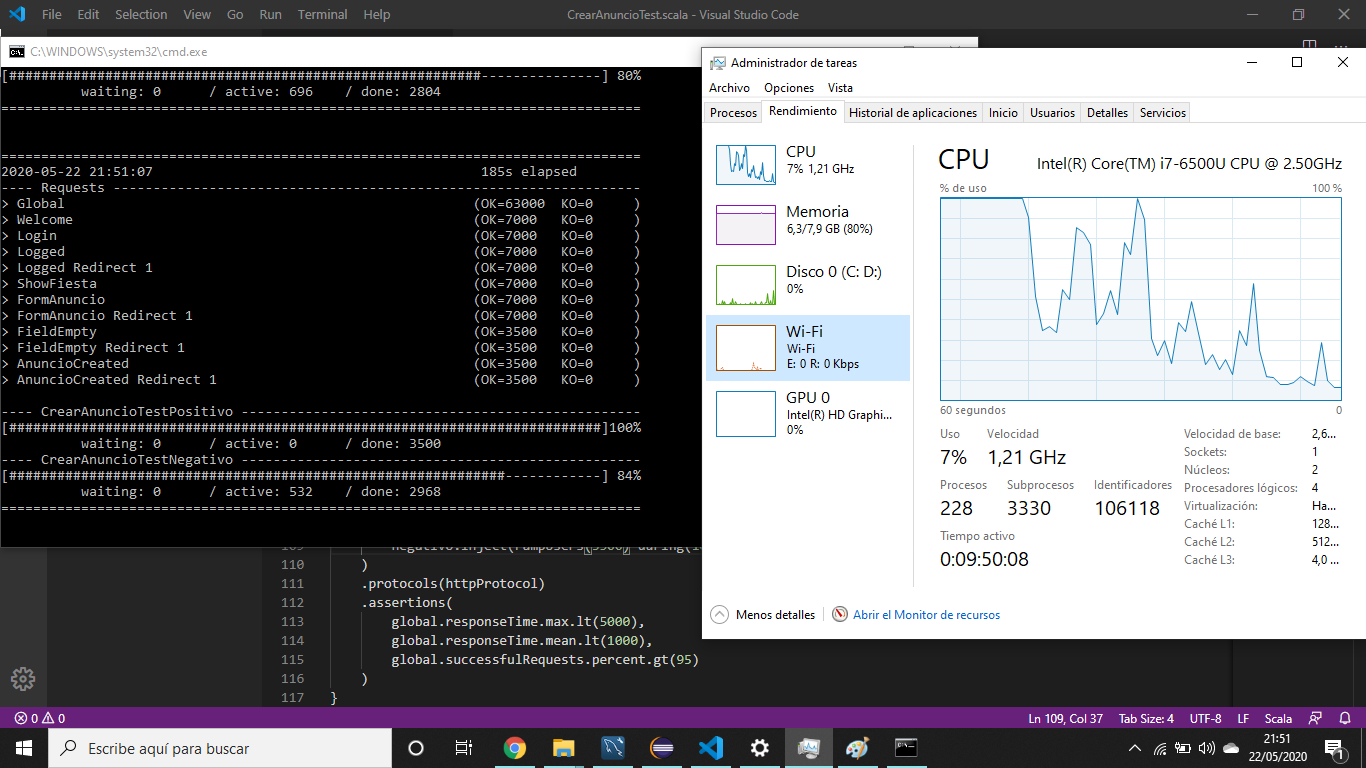 File Edit Selection View Go Run Terminal Help CrearAnuncioTest.scala - Visual Studio Code
C:\WINDOWS\system32\cmd.exe
[###########################################################---------------] 80%
waiting: 0 / active: 696 / done: 2804
================================================================================
================================================================================
2020-05-22 21:51:07 185s elapsed
---- Requests ------------------------------------------------------------------
> Global (OK=63000 KO=0 )
> Welcome (OK=7000 KO=0 )
> Login (OK=7000 KO=0 )
> Logged (OK=7000 KO=0 )
> Logged Redirect 1 (OK=7000 KO=0 )
> ShowFiesta (OK=7000 KO=0 )
> FormAnuncio (OK=7000 KO=0 )
> FormAnuncio Redirect 1 (OK=7000 KO=0 )
> FieldEmpty (OK=3500 KO=0 )
> FieldEmpty Redirect 1 (OK=3500 KO=0 )
> AnuncioCreated (OK=3500 KO=0 )
> AnuncioCreated Redirect 1 (OK=3500 KO=0 )
---- CrearAnuncioTestPositivo --------------------------------------------------
[##########################################################################]100%
waiting: 0 / active: 0 / done: 3500
---- CrearAnuncioTestNegativo --------------------------------------------------
[##############################################################------------] 84%
waiting: 0 / active: 532 / done: 2968
================================================================================
110 )
111 .protocols(httpProtocol)
112 .assertions(
113 global.responseTime.max.lt(5000),
114 global.responseTime.mean.lt(1000),
115 global.successfulRequests.percent.gt(95)
116 )
117 }
Administrador de tareas
Archivo Opciones Vista
Procesos Rendimiento Historial de aplicaciones Inicio Usuarios Detalles Servicios
CPU
7% 1,21 GHz
Memoria
6,3/7,9 GB (80%)
Disco 0 (C: D:)
0%
Wi-Fi
Wi-Fi
E: 0 R: 0 Kbps
GPU 0
Intel(R) HD Graphi...
0%
CPU Intel(R) Core(TM) i7-6500U CPU @ 2.50GHz
% de uso 100 %
60 segundos 0
Uso Velocidad
7% 1,21 GHz
Procesos Subprocesos Identificadores
228 3330 106118
Tiempo activo
0:09:50:08
Velocidad de base: 2,6...
Sockets: 1
Núcleos: 2
Procesadores lógicos: 4
Virtualización: Ha...
Caché L1: 128...
Caché L2: 512...
Caché L3: 4,0 ...
Menos detalles Abrir el Monitor de recursos
0 0 Ln 109, Col 37 Tab Size: 4 UTF-8 LF Scala
Escribe aquí para buscar
21:51
22/05/2020
1